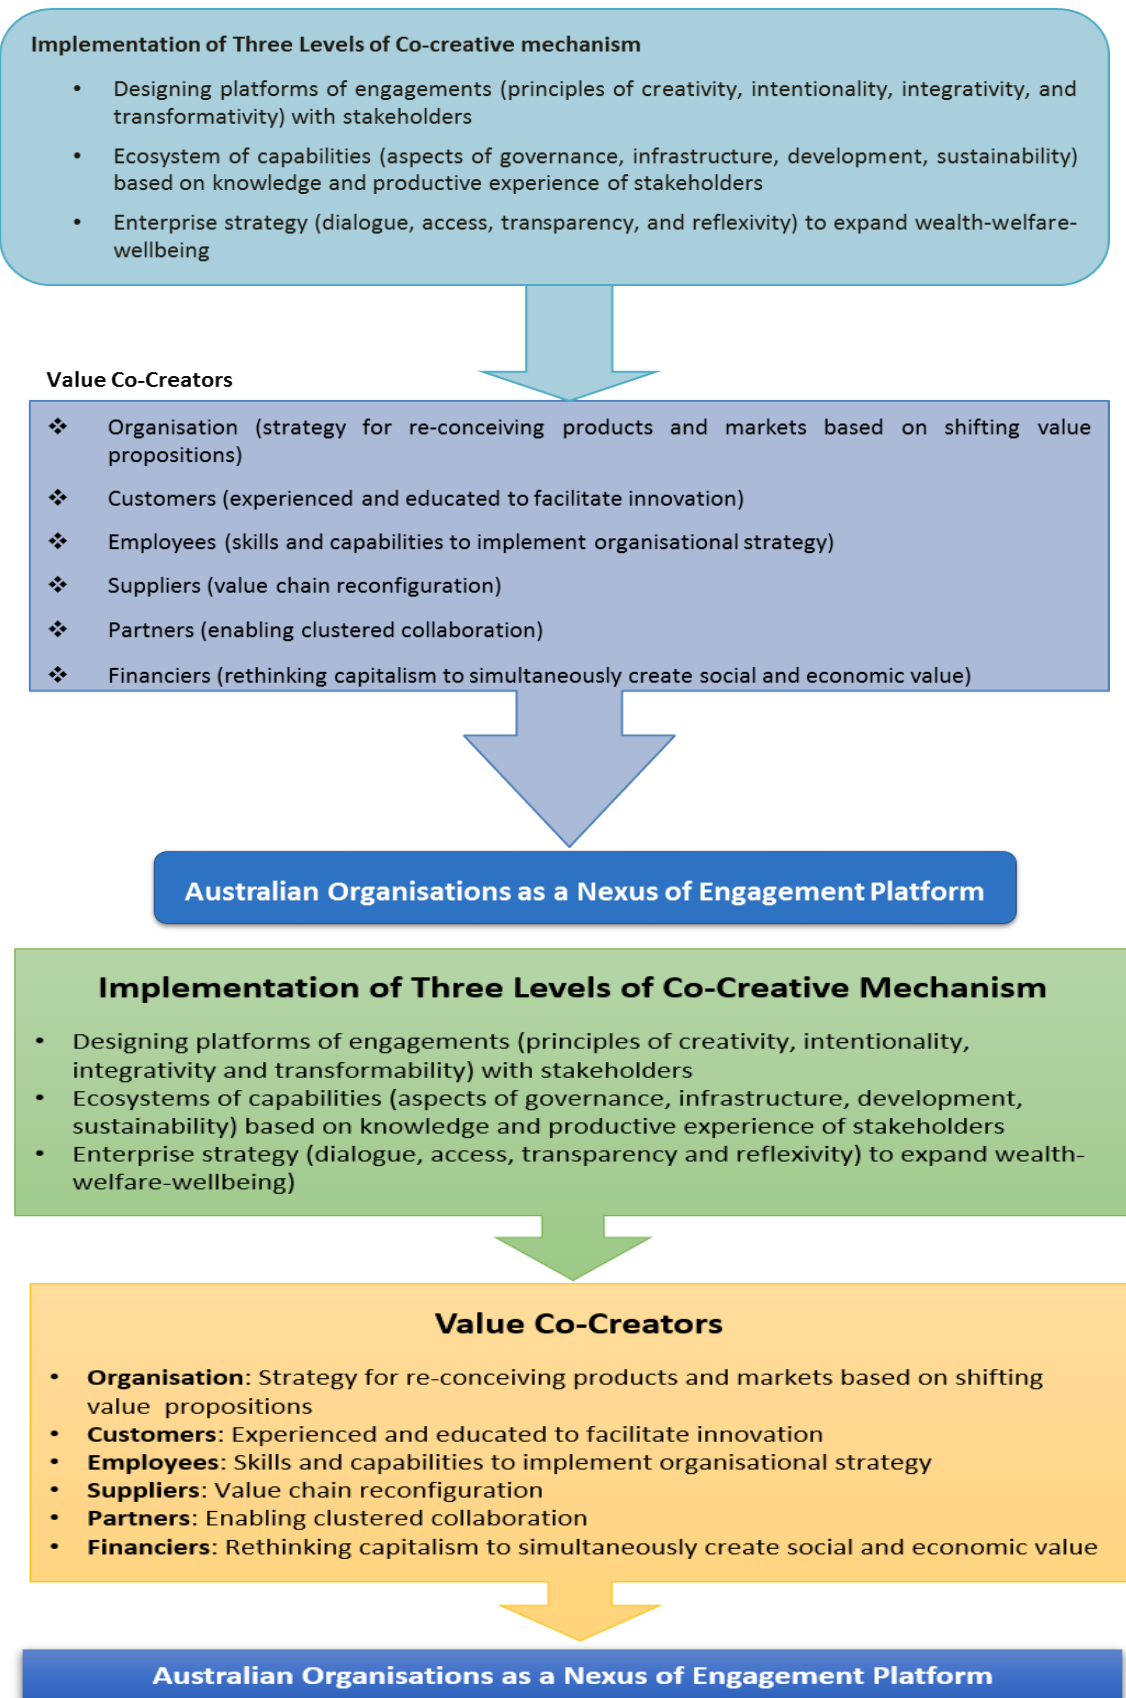 Implementation of Three Levels of Co-creative mechanism
• Designing platforms of engagements (principles of creativity, intentionality, integrativity, and
transformativity) with stakeholders
• Ecosystem of capabilities (aspects of governance, infrastructure, development, sustainability)
based on knowledge and productive experience of stakeholders
• Enterprise strategy (dialogue, access, transparency, and reflexivity) to expand wealth-welfare-
wellbeing
Value Co-Creators
❖ Organisation (strategy for re-conceiving products and markets based on shifting value
propositions)
❖ Customers (experienced and educated to facilitate innovation)
❖ Employees (skills and capabilities to implement organisational strategy)
❖ Suppliers (value chain reconfiguration)
❖ Partners (enabling clustered collaboration)
❖ Financiers (rethinking capitalism to simultaneously create social and economic value)
Australian Organisations as a Nexus of Engagement Platform
Implementation of Three Levels of Co-Creative Mechanism
• Designing platforms of engagements (principles of creativity, intentionality,
integrativity and transformability) with stakeholders
• Ecosystems of capabilities (aspects of governance, infrastructure, development,
sustainability) based on knowledge and productive experience of stakeholders
• Enterprise strategy (dialogue, access, transparency and reflexivity) to expand wealth-
welfare-wellbeing)
Value Co-Creators
• Organisation: Strategy for re-conceiving products and markets based on shifting
value propositions
• Customers: Experienced and educated to facilitate innovation
• Employees: Skills and capabilities to implement organisational strategy
• Suppliers: Value chain reconfiguration
• Partners: Enabling clustered collaboration
• Financiers: Rethinking capitalism to simultaneously create social and economic value
Australian Organisations as a Nexus of Engagement Platform